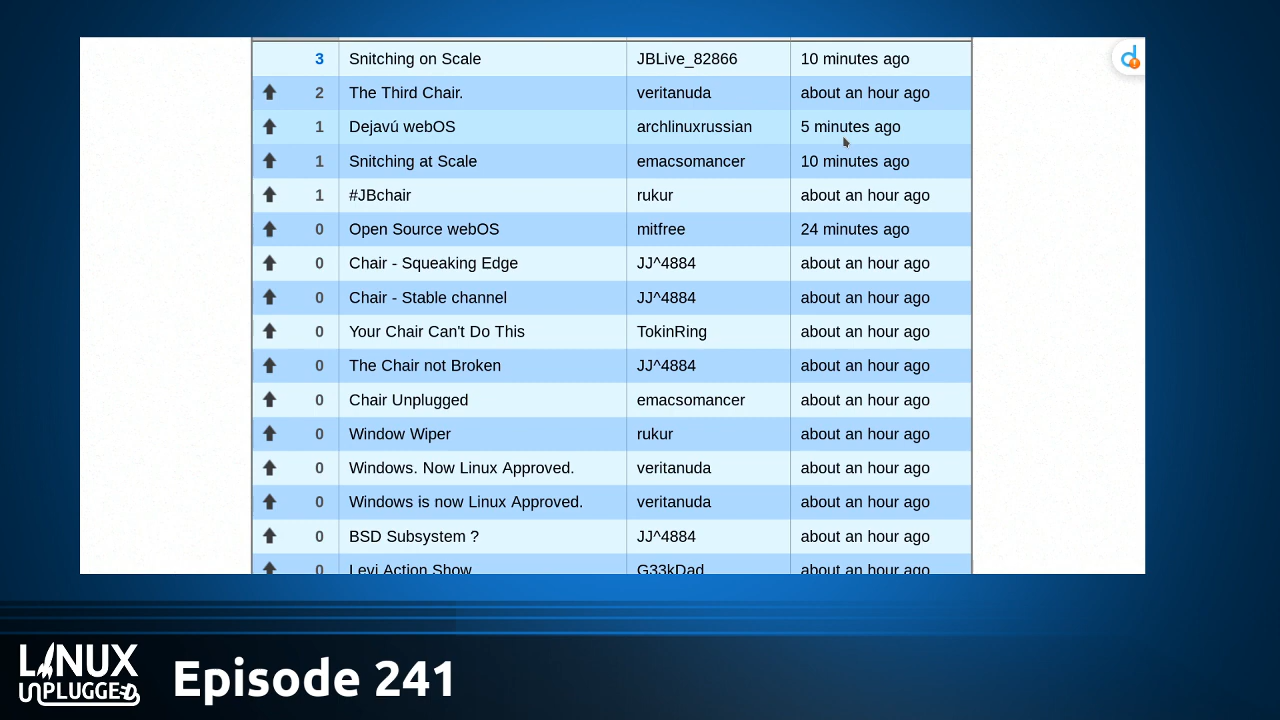 3 Snitching on Scale JBLive_82866 10 minutes ago
2 The Third Chair. veritanuda about an hour ago
1 Dejavú webOS archlinuxrussian 5 minutes ago
1 Snitching at Scale emacsomancer 10 minutes ago
1 #JBchair rukur about an hour ago
0 Open Source webOS mitfree 24 minutes ago
0 Chair - Squeaking Edge JJ^4884 about an hour ago
0 Chair - Stable channel JJ^4884 about an hour ago
0 Your Chair Can't Do This TokinRing about an hour ago
0 The Chair not Broken JJ^4884 about an hour ago
0 Chair Unplugged emacsomancer about an hour ago
0 Window Wiper rukur about an hour ago
0 Windows. Now Linux Approved. veritanuda about an hour ago
0 Windows is now Linux Approved. veritanuda about an hour ago
0 BSD Subsystem ? JJ^4884 about an hour ago
0 Levi Action Show G33kDad about an hour ago
LINUX
UNPLUGGED
Episode 241